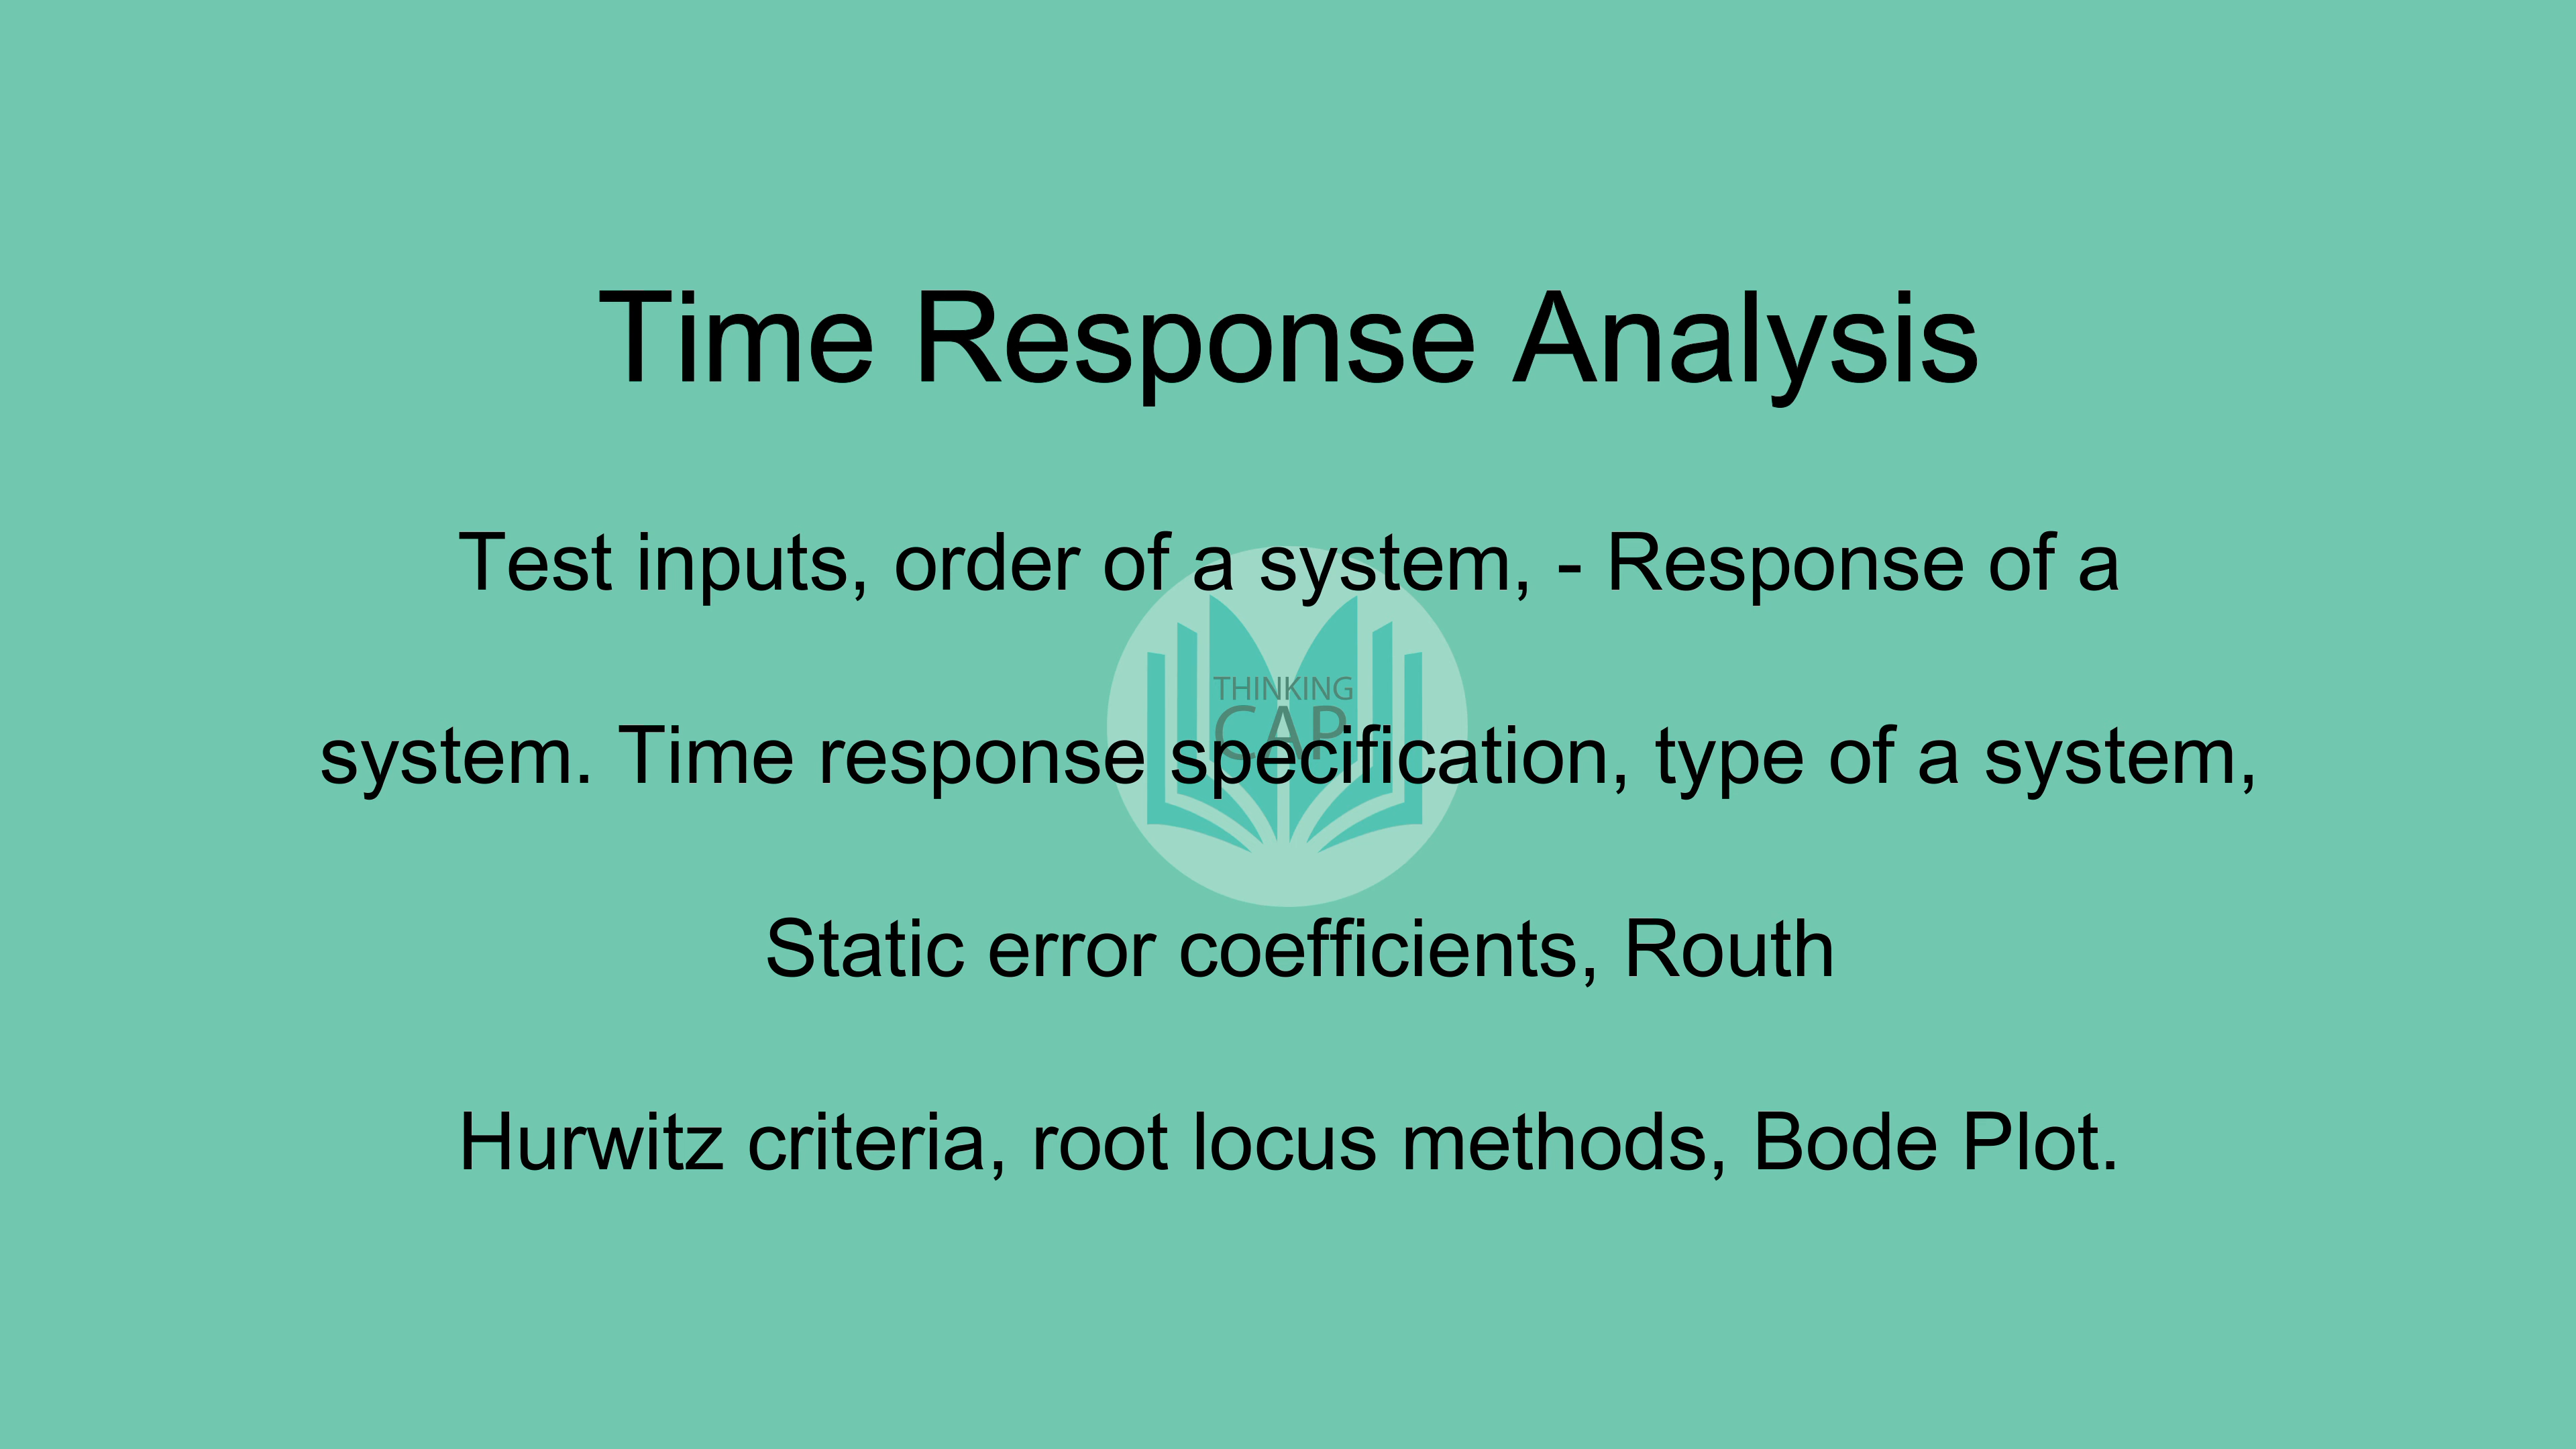 Time Response Analysis
Test inputs, order of a system, - Response of a
THINKING
CAP
system. Time response specification, type of a system,
Static error coefficients, Routh
Hurwitz criteria, root locus methods, Bode Plot.